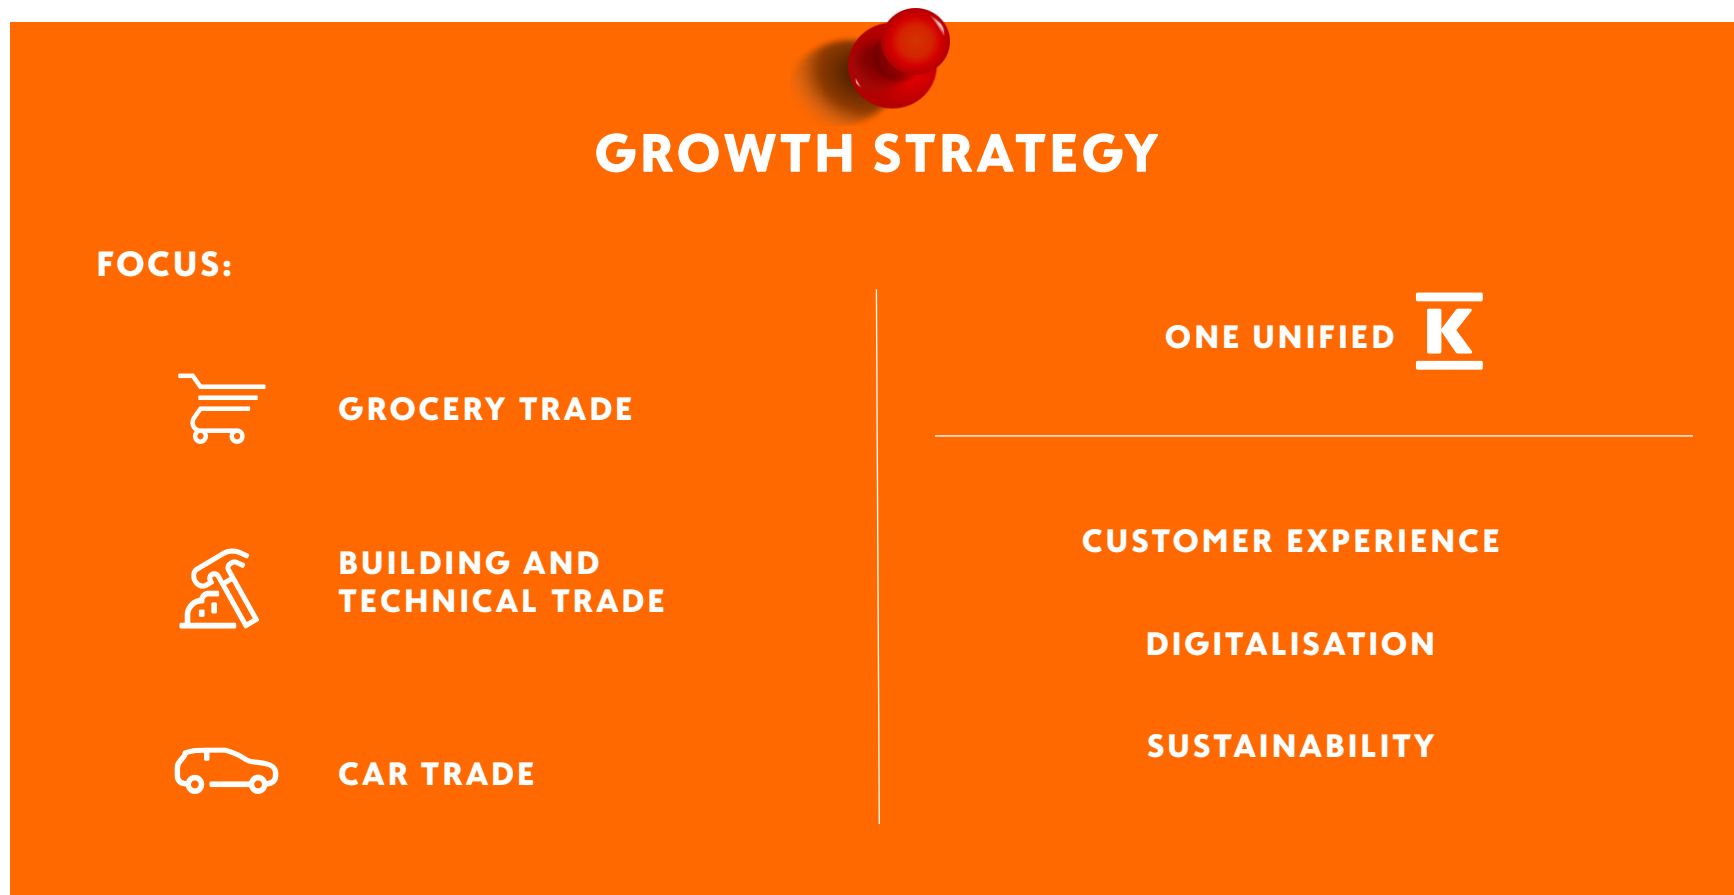 GROWTH STRATEGY
FOCUS:
GROCERY TRADE
BUILDING AND
TECHNICAL TRADE
CAR TRADE
ONE UNIFIED K
CUSTOMER EXPERIENCE
DIGITALISATION
SUSTAINABILITY